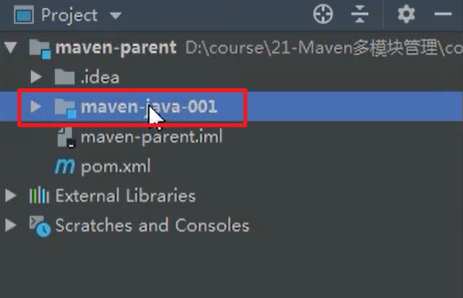 Project
maven-parent D:\course\21-Maven多模块管理\co
.idea
maven-java-001
maven-parent.iml
pom.xml
External Libraries
Scratches and Consoles